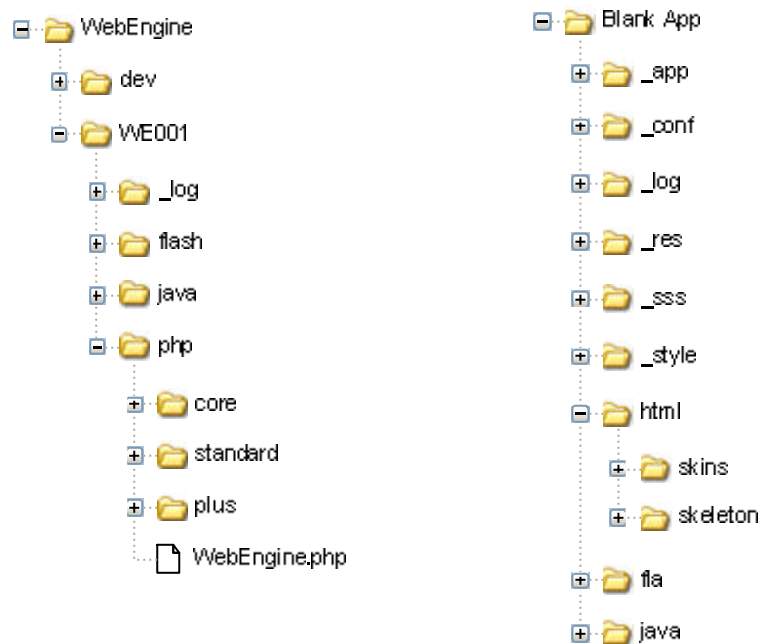 WebEngine
dev
WE001
_log
flash
java
php
core
standard
plus
WebEngine.php
Blank App
_app
_conf
_log
_res
_sss
_style
html
skins
skeleton
fla
java